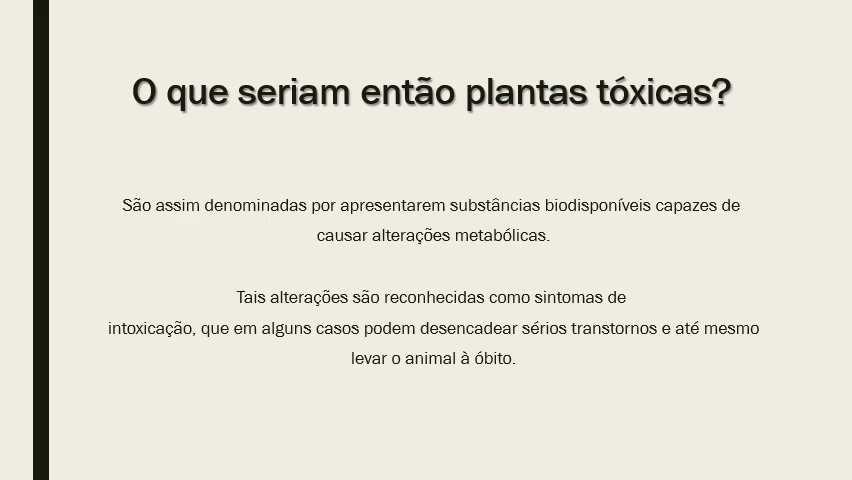 O que seriam então plantas tóxicas?
São assim denominadas por apresentarem substâncias biodisponíveis capazes de
causar alterações metabólicas.
Tais alterações são reconhecidas como sintomas de
intoxicação, que em alguns casos podem desencadear sérios transtornos e até mesmo
levar o animal à óbito.